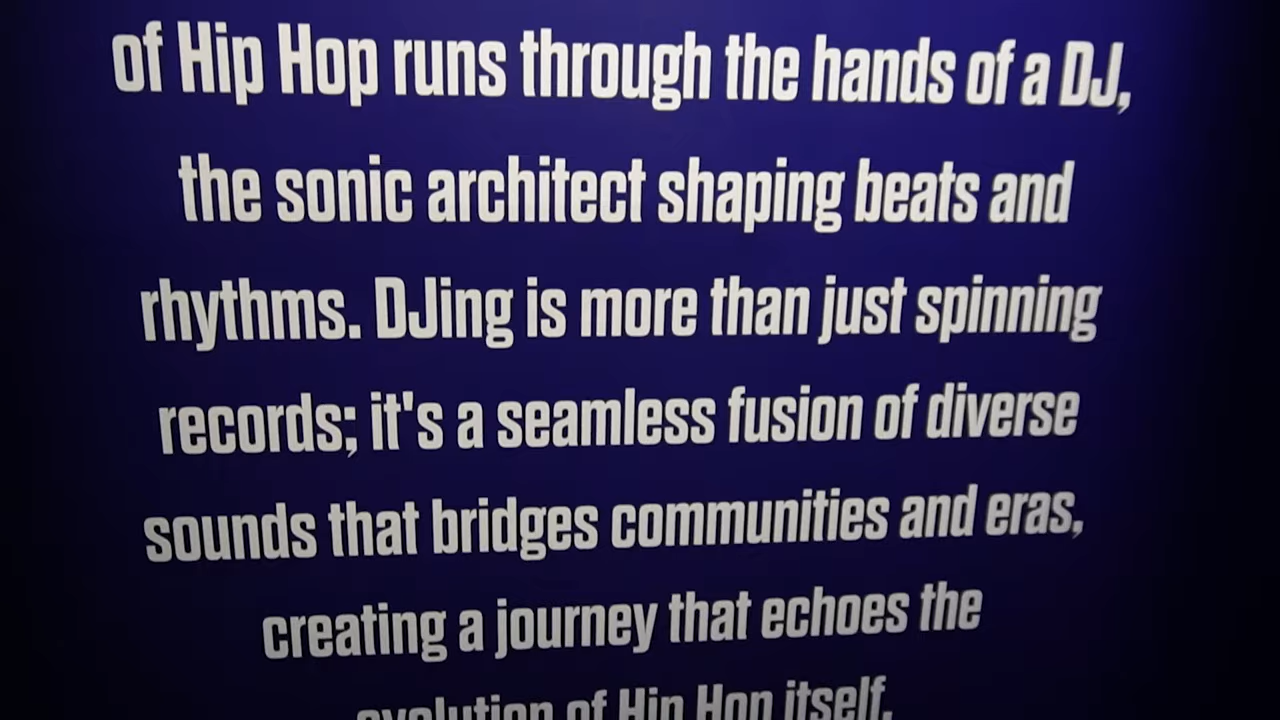 of Hip Hop runs through the hands of a DJ,
the sonic architect shaping beats and
rhythms. DJing is more than just spinning
records; it's a seamless fusion of diverse
sounds that bridges communities and eras,
creating a journey that echoes the
evolution of Hip Hop itself.